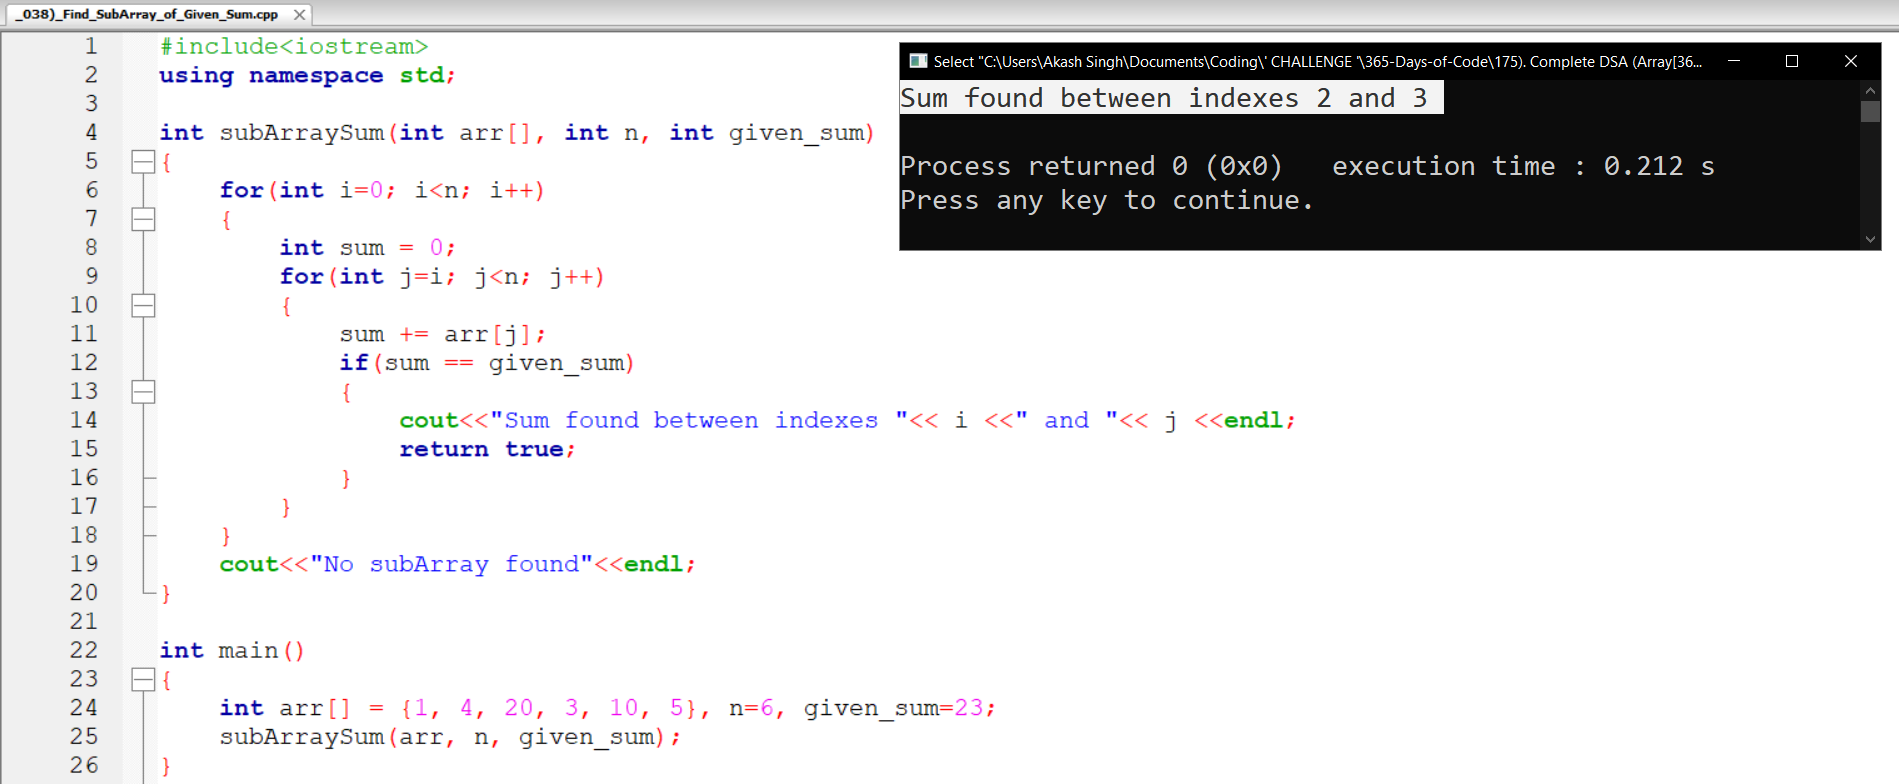 _038)_Find_SubArray_of_Given_Sum.cpp
1 #include<iostream>
2 using namespace std;
3
4 int subArraySum(int arr[], int n, int given_sum)
5 {
6     for(int i=0; i<n; i++)
7     {
8         int sum = 0;
9         for(int j=i; j<n; j++)
10         {
11             sum += arr[j];
12             if(sum == given_sum)
13             {
14                 cout<<"Sum found between indexes "<< i <<" and "<< j <<endl;
15                 return true;
16             }
17         }
18     }
19     cout<<"No subArray found"<<endl;
20 }
21
22 int main()
23 {
24     int arr[] = {1, 4, 20, 3, 10, 5}, n=6, given_sum=23;
25     subArraySum(arr, n, given_sum);
26 }
Select "C:\Users\Akash Singh\Documents\Coding\' CHALLENGE '\365-Days-of-Code\175). Complete DSA (Array[36...
Sum found between indexes 2 and 3
Process returned 0 (0x0)   execution time : 0.212 s
Press any key to continue.